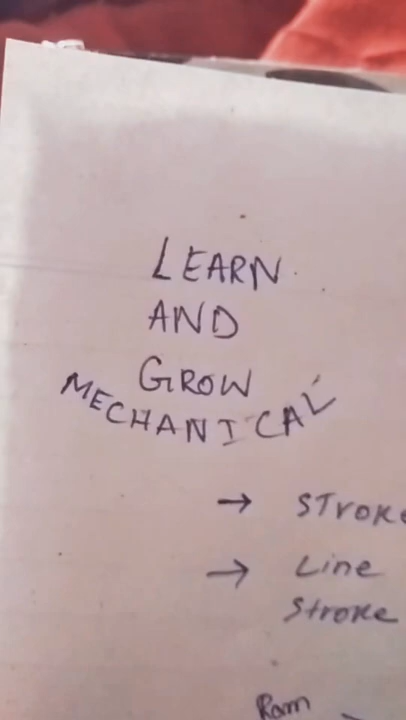 LEARN
AND
GROW
MECHANICAL
→ STROKE
→ Line
Stroke
Ram